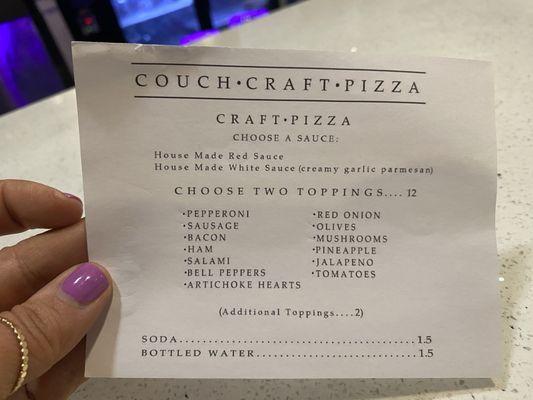 COUCH•CRAFT•PIZZA
CRAFT•PIZZA
CHOOSE A SAUCE:
House Made Red Sauce
House Made White Sauce (creamy garlic parmesan)
CHOOSE TWO TOPPINGS.... 12
•PEPPERONI
•SAUSAGE
•BACON
•HAM
•SALAMI
•BELL PEPPERS
•ARTICHOKE HEARTS
•RED ONION
•OLIVES
•MUSHROOMS
•PINEAPPLE
•JALAPENO
•TOMATOES
(Additional Toppings....2)
SODA........................................1.5
BOTTLED WATER...........................1.5